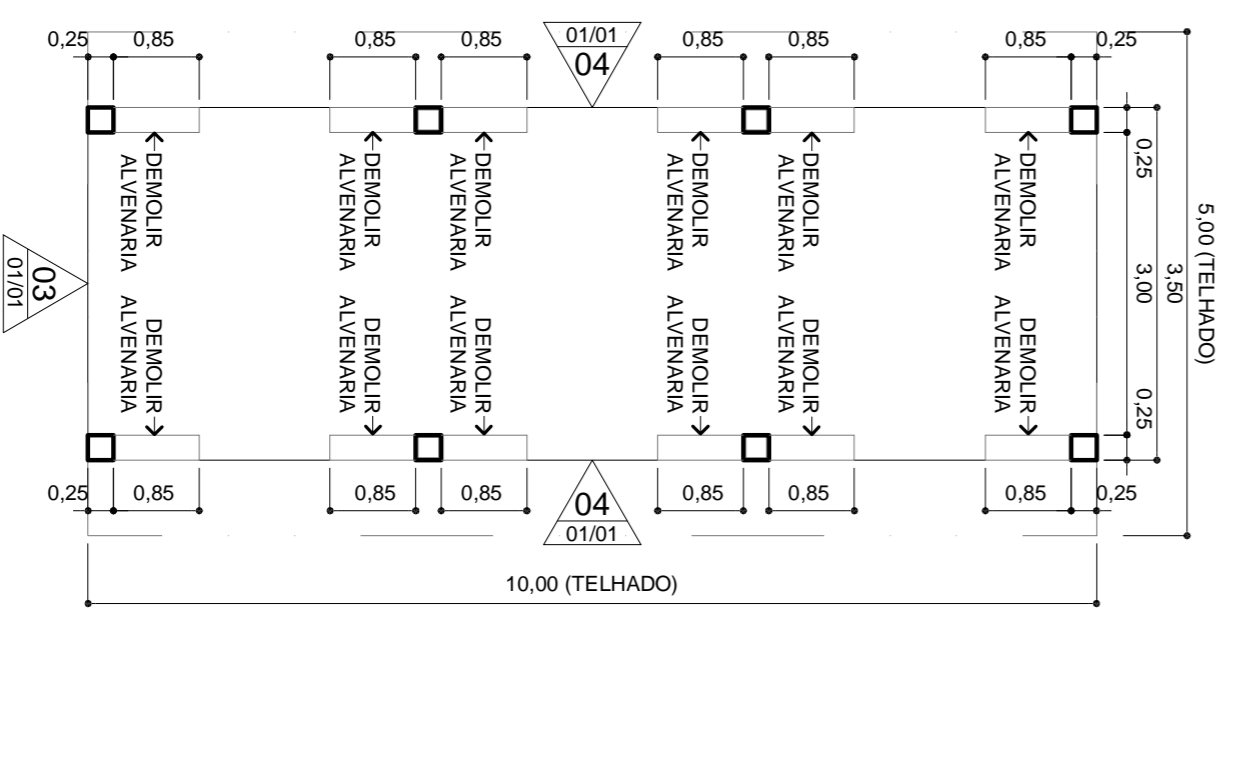 01/01
04
0,25
0,85
0,85
0,85
0,85
0,85
0,85
0,25
DEMOLIR
ALVENARIA
DEMOLIR
ALVENARIA
DEMOLIR
ALVENARIA
DEMOLIR
ALVENARIA
DEMOLIR
ALVENARIA
DEMOLIR
ALVENARIA
0,25
3,00
0,25
3,50
5,00 (TELHADO)
03
01/01
DEMOLIR
ALVENARIA
DEMOLIR
ALVENARIA
DEMOLIR
ALVENARIA
DEMOLIR
ALVENARIA
DEMOLIR
ALVENARIA
DEMOLIR
ALVENARIA
0,25
0,85
0,85
0,85
0,85
0,85
0,85
0,25
04
01/01
10,00 (TELHADO)